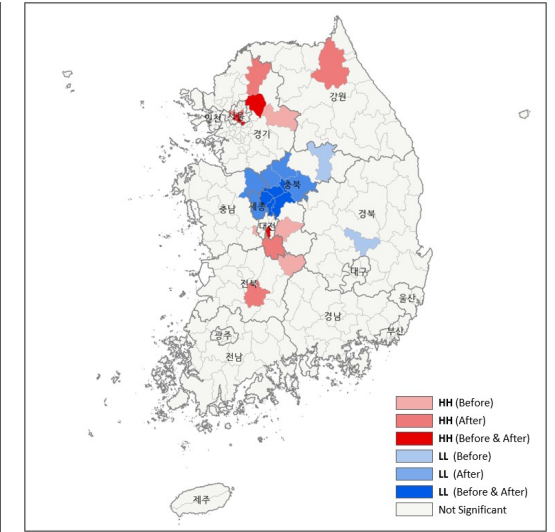 강원
인천
경기
충북
충남
세종
대전
경북
대구
전북
울산
경남
부산
광주
전남
제주
HH (Before)
HH (After)
HH (Before & After)
LL (Before)
LL (After)
LL (Before & After)
Not Significant